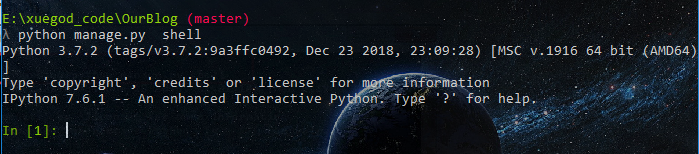 E:\xuegod_code\OurBlog (master)
λ python manage.py  shell
Python 3.7.2 (tags/v3.7.2:9a3ffc0492, Dec 23 2018, 23:09:28) [MSC v.1916 64 bit (AMD64)
]
Type 'copyright', 'credits' or 'license' for more information
IPython 7.6.1 -- An enhanced Interactive Python. Type '?' for help.
In [1]: